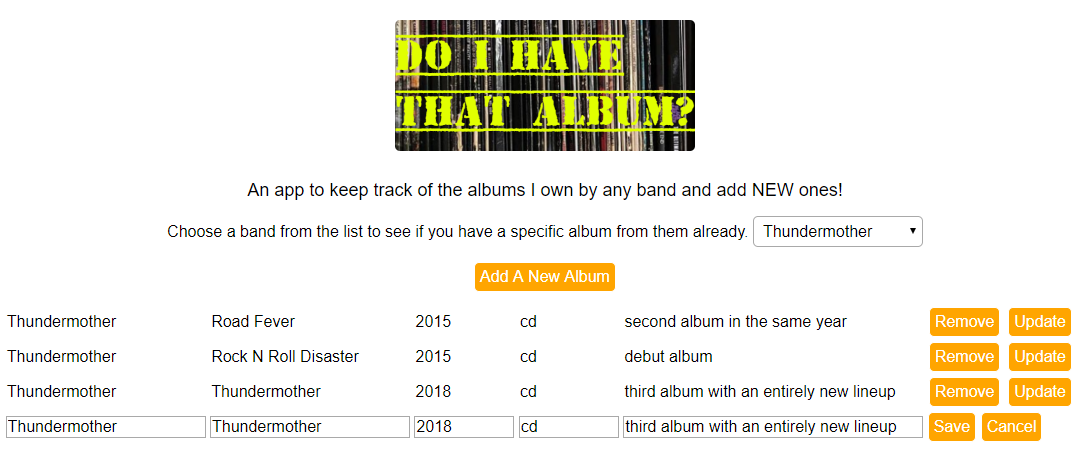 DO I HAVE
THAT ALBUM?
An app to keep track of the albums I own by any band and add NEW ones!
Choose a band from the list to see if you have a specific album from them already. Thundermother
Add A New Album
Thundermother Road Fever 2015 cd second album in the same year Remove Update
Thundermother Rock N Roll Disaster 2015 cd debut album Remove Update
Thundermother Thundermother 2018 cd third album with an entirely new lineup Remove Update
Thundermother Thundermother 2018 cd third album with an entirely new lineup Save Cancel